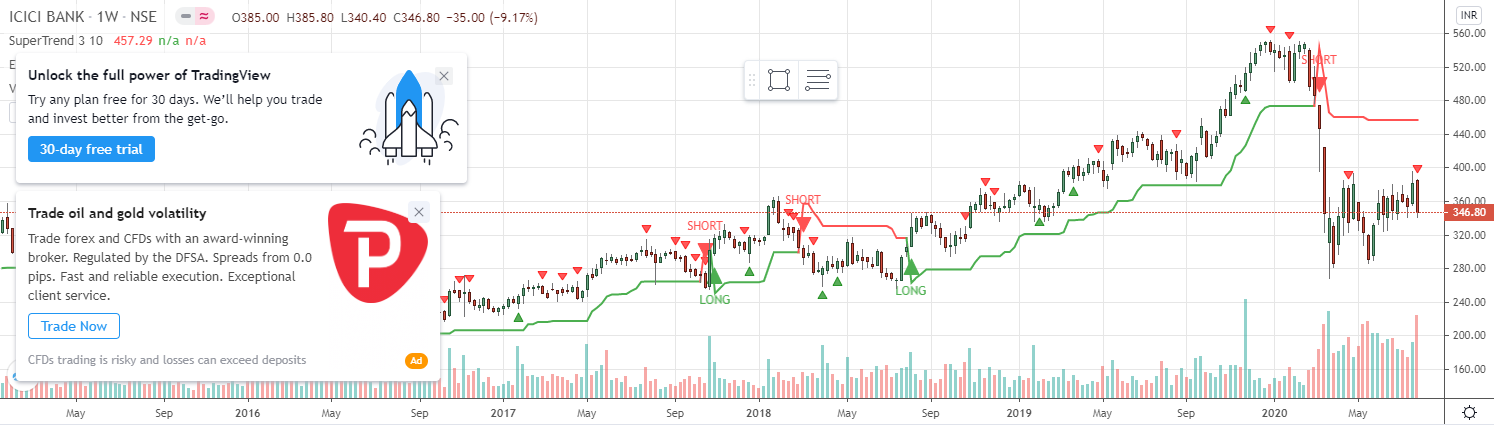 ICICI BANK · 1W · NSE O385.00 H385.80 L340.40 C346.80 −35.00 (−9.17%)
SuperTrend 3 10 457.29 n/a n/a
E
V
Unlock the full power of TradingView
Try any plan free for 30 days. We'll help you trade
and invest better from the get-go.
30-day free trial
Trade oil and gold volatility
Trade forex and CFDs with an award-winning
broker. Regulated by the DFSA. Spreads from 0.0
pips. Fast and reliable execution. Exceptional
client service.
Trade Now
CFDs trading is risky and losses can exceed deposits
Ad
P
SHORT
LONG
SHORT
LONG
SHORT
INR
560.00
520.00
480.00
440.00
400.00
360.00
346.80
320.00
280.00
240.00
200.00
160.00
May Sep 2016 May Sep 2017 May Sep 2018 May Sep 2019 May Sep 2020 May